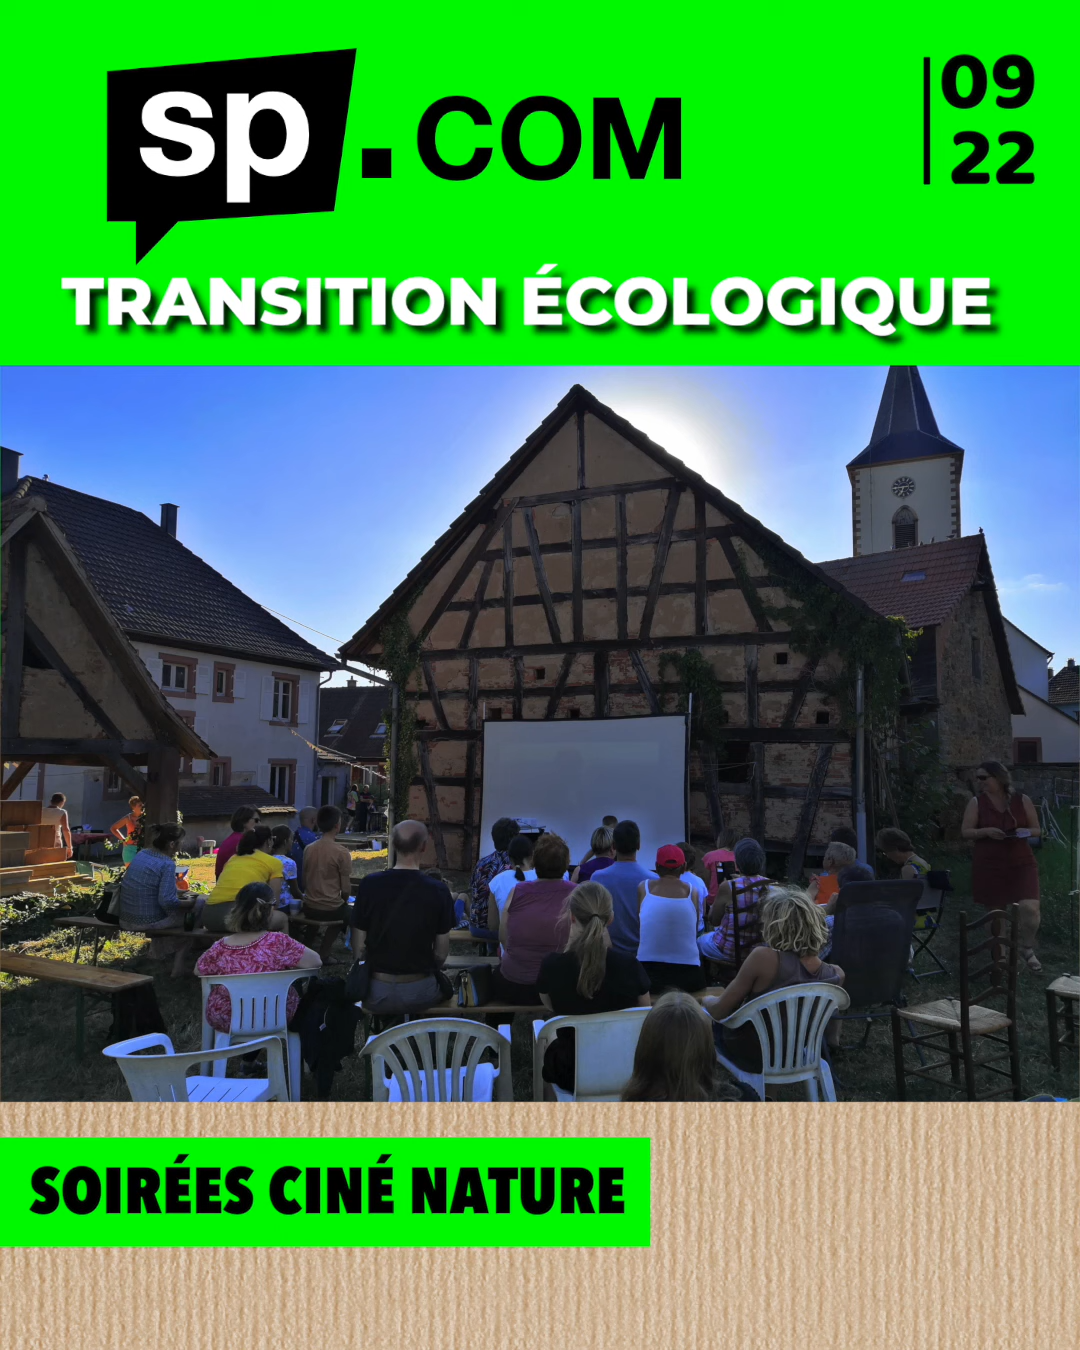 sp.COM
09
22
TRANSITION ÉCOLOGIQUE
SOIRÉES CINÉ NATURE